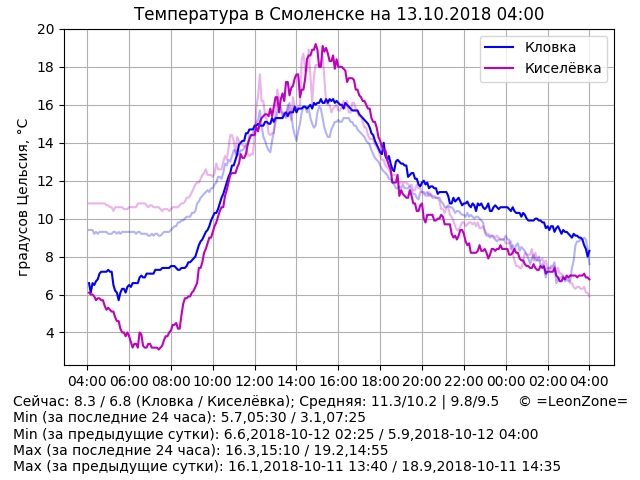 Температура в Смоленске на 13.10.2018 04:00
Кловка
Киселёвка
градусов Цельсия, °C
20
18
16
14
12
10
8
6
4
04:00 06:00 08:00 10:00 12:00 14:00 16:00 18:00 20:00 22:00 00:00 02:00 04:00
Сейчас: 8.3 / 6.8 (Кловка / Киселёвка); Средняя: 11.3/10.2 | 9.8/9.5 © =LeonZone=
Min (за последние 24 часа): 5.7,05:30 / 3.1,07:25
Min (за предыдущие сутки): 6.6,2018-10-12 02:25 / 5.9,2018-10-12 04:00
Max (за последние 24 часа): 16.3,15:10 / 19.2,14:55
Max (за предыдущие сутки): 16.1,2018-10-11 13:40 / 18.9,2018-10-11 14:35